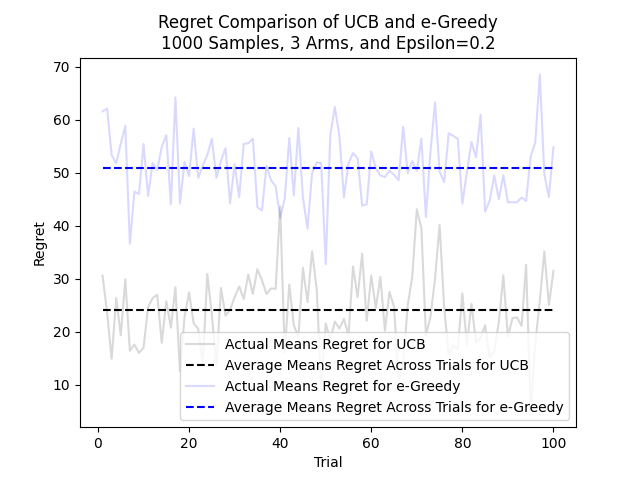 Regret Comparison of UCB and e-Greedy
1000 Samples, 3 Arms, and Epsilon=0.2
70
60
50
40
30
20
10
Regret
Actual Means Regret for UCB
Average Means Regret Across Trials for UCB
Actual Means Regret for e-Greedy
Average Means Regret Across Trials for e-Greedy
0 20 40 60 80 100
Trial